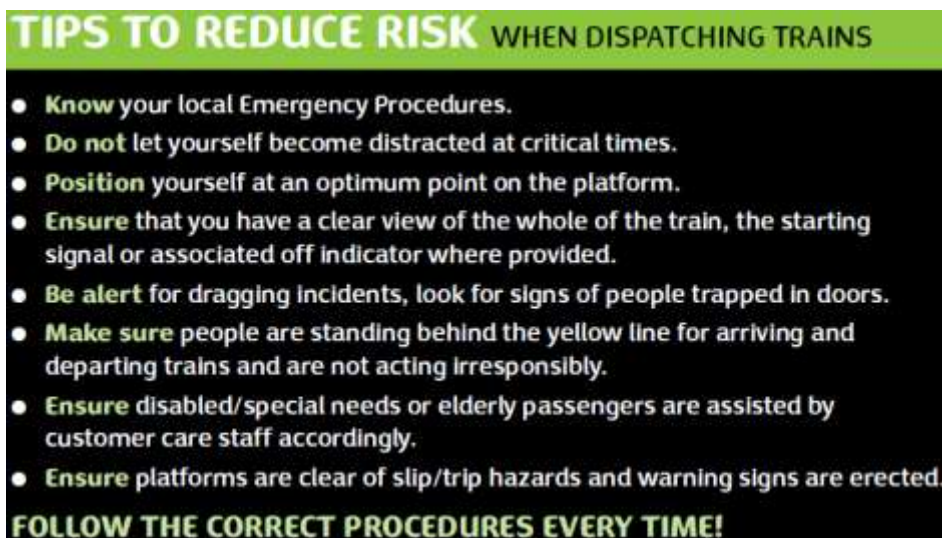 TIPS TO REDUCE RISK WHEN DISPATCHING TRAINS
● Know your local Emergency Procedures.
● Do not let yourself become distracted at critical times.
● Position yourself at an optimum point on the platform.
● Ensure that you have a clear view of the whole of the train, the starting
signal or associated off indicator where provided.
● Be alert for dragging incidents, look for signs of people trapped in doors.
● Make sure people are standing behind the yellow line for arriving and
departing trains and are not acting irresponsibly.
● Ensure disabled/special needs or elderly passengers are assisted by
customer care staff accordingly.
● Ensure platforms are clear of slip/trip hazards and warning signs are erected.
FOLLOW THE CORRECT PROCEDURES EVERY TIME!